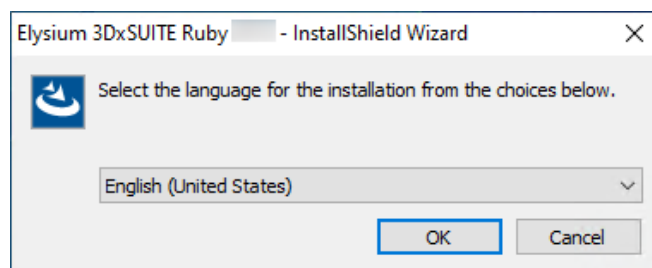 Elysium 3DxSUITE Ruby - InstallShield Wizard
Select the language for the installation from the choices below.
English (United States)
OK Cancel